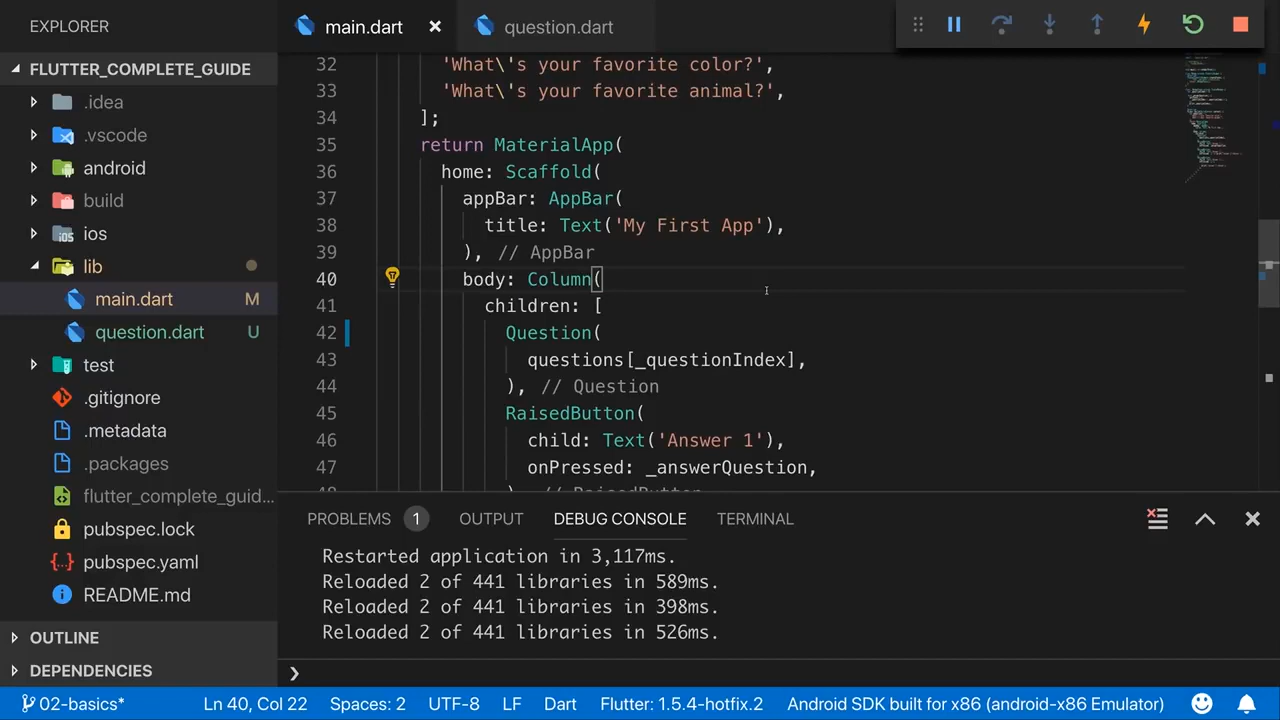 EXPLORER
FLUTTER_COMPLETE_GUIDE
.idea
.vscode
android
build
ios
lib
main.dart M
question.dart U
test
.gitignore
.metadata
.packages
flutter_complete_guid...
pubspec.lock
pubspec.yaml
README.md
OUTLINE
DEPENDENCIES
main.dart
question.dart
32 'What\'s your favorite color?',
33 'What\'s your favorite animal?',
34 ];
35 return MaterialApp(
36 home: Scaffold(
37 appBar: AppBar(
38 title: Text('My First App'),
39 ), // AppBar
40 body: Column(
41 children: [
42 Question(
43 questions[_questionIndex],
44 ), // Question
45 RaisedButton(
46 child: Text('Answer 1'),
47 onPressed: _answerQuestion,
48 ), // RaisedButton
PROBLEMS 1 OUTPUT DEBUG CONSOLE TERMINAL
Restarted application in 3,117ms.
Reloaded 2 of 441 libraries in 589ms.
Reloaded 2 of 441 libraries in 398ms.
Reloaded 2 of 441 libraries in 526ms.
02-basics* Ln 40, Col 22 Spaces: 2 UTF-8 LF Dart Flutter: 1.5.4-hotfix.2 Android SDK built for x86 (android-x86 Emulator)